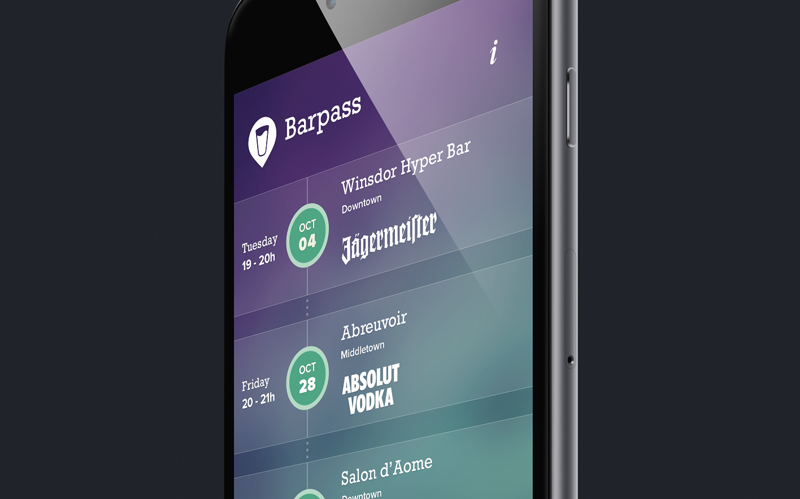 Barpass
i
Winsdor Hyper Bar
Downtown
Tuesday
19 - 20h
OCT
04
Jägermeister
Abreuvoir
Middletown
Friday
20 - 21h
OCT
28
ABSOLUT
VODKA
Salon d'Aome
Downtown